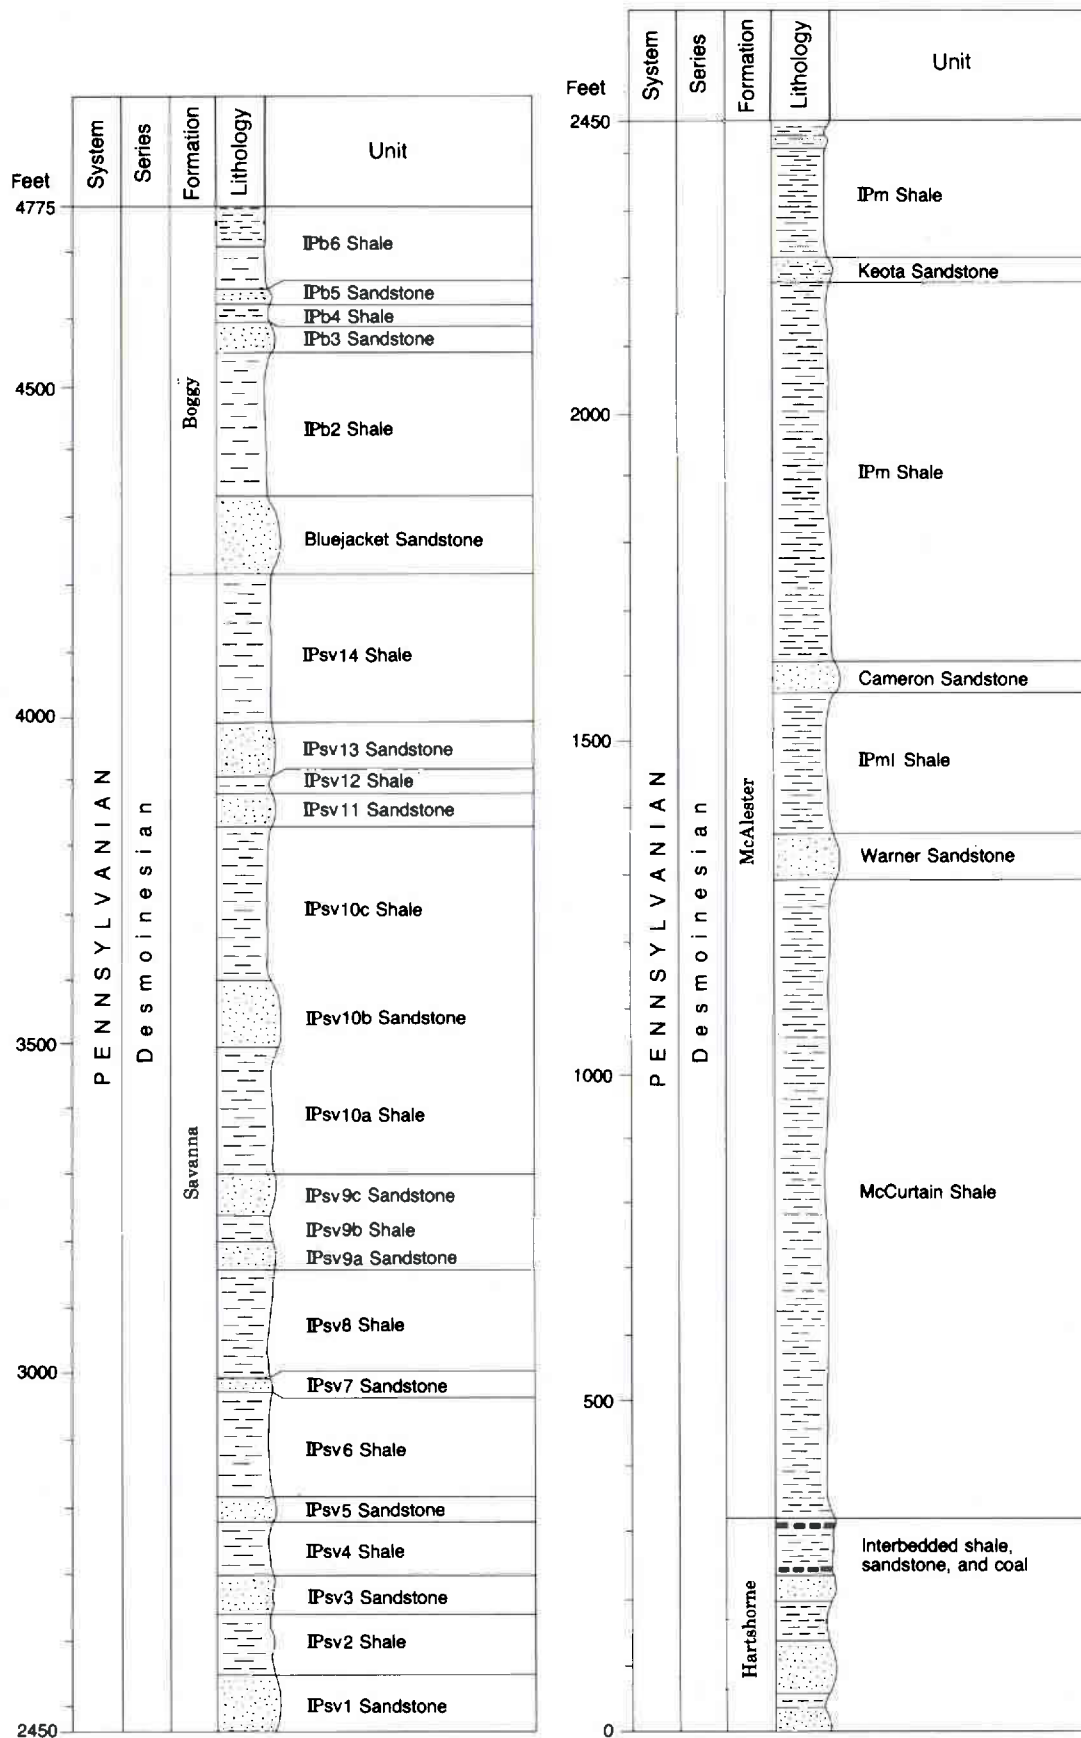 Feet
System
Series
Formation
Lithology
Unit
4775
4500
4000
3500
3000
2450
PENNSYLVANIAN
Desmoinesian
Boggy
Savanna
IPb6 Shale
IPb5 Sandstone
IPb4 Shale
IPb3 Sandstone
IPb2 Shale
Bluejacket Sandstone
IPsv14 Shale
IPsv13 Sandstone
IPsv12 Shale
IPsv11 Sandstone
IPsv10c Shale
IPsv10b Sandstone
IPsv10a Shale
IPsv9c Sandstone
IPsv9b Shale
IPsv9a Sandstone
IPsv8 Shale
IPsv7 Sandstone
IPsv6 Shale
IPsv5 Sandstone
IPsv4 Shale
IPsv3 Sandstone
IPsv2 Shale
IPsv1 Sandstone
Feet
System
Series
Formation
Lithology
Unit
2450
2000
1500
1000
500
0
PENNSYLVANIAN
Desmoinesian
McAlester
Hartshorne
IPm Shale
Keota Sandstone
IPm Shale
Cameron Sandstone
IPml Shale
Warner Sandstone
McCurtain Shale
Interbedded shale,
sandstone, and coal